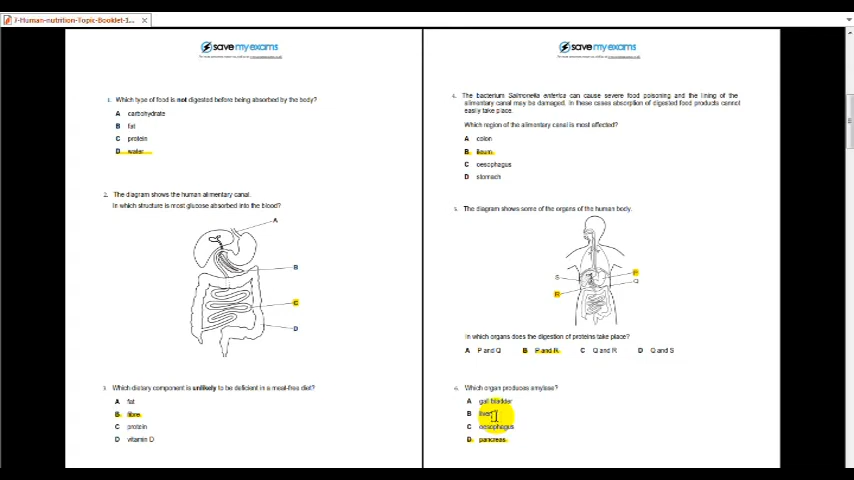 7-Human-nutrition-Topic-Booklet-1...
save my exams
save my exams
1. Which type of food is not digested before being absorbed by the body?
A carbohydrate
B fat
C protein
D water
2. The diagram shows the human alimentary canal.
In which structure is most glucose absorbed into the blood?
A
B
C
D
3 Which dietary component is unlikely to be deficient in a meal-free diet?
A fat
B fibre
C protein
D vitamin D
4. The bacterium Salmonella enterica can cause severe food poisoning and the lining of the
alimentary canal may be damaged. In these cases absorption of digested food products cannot
easily take place.
Which region of the alimentary canal is most affected?
A colon
B ileum
C oesophagus
D stomach
5. The diagram shows some of the organs of the human body.
P
S
Q
R
In which organs does the digestion of proteins take place?
A P and Q B P and R C Q and R D Q and S
6. Which organ produces amylase?
A gall bladder
B liver
C oesophagus
D pancreas